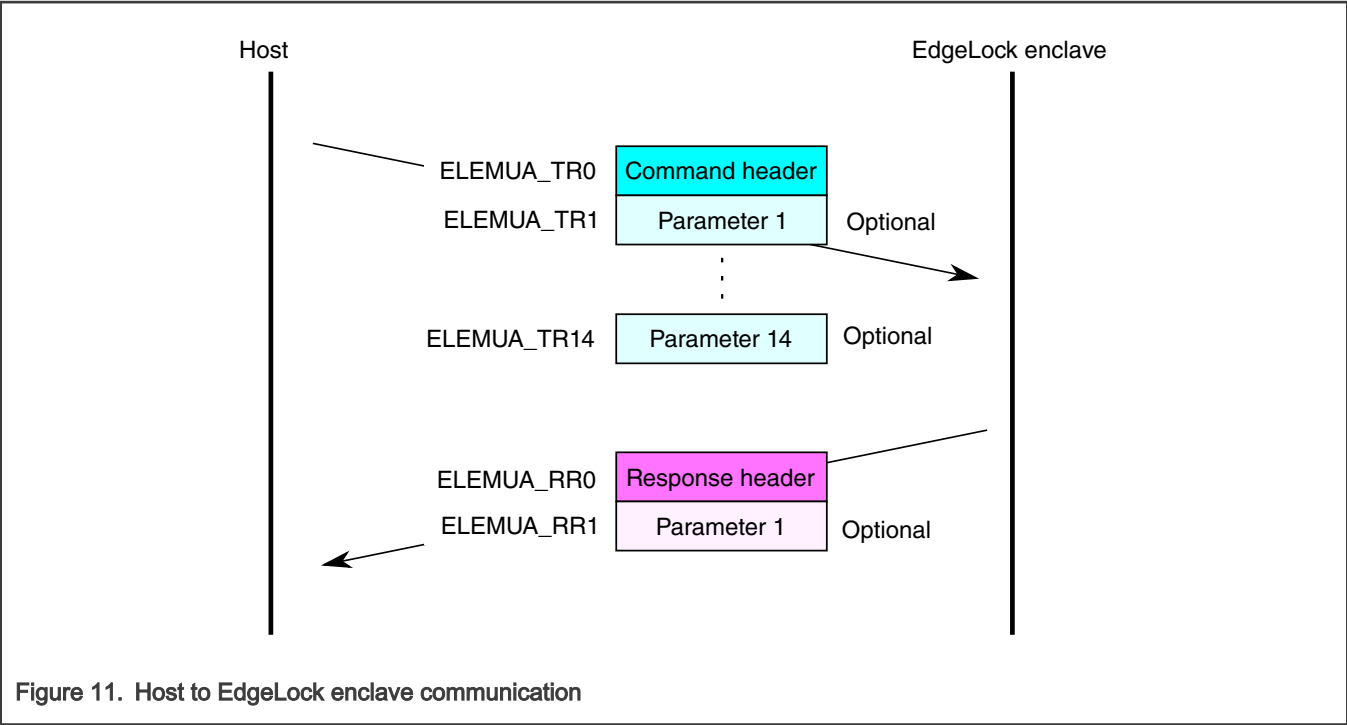 Host
EdgeLock enclave
ELEMUA_TR0
Command header
ELEMUA_TR1
Parameter 1
Optional
ELEMUA_TR14
Parameter 14
Optional
ELEMUA_RR0
Response header
ELEMUA_RR1
Parameter 1
Optional
Figure 11. Host to EdgeLock enclave communication